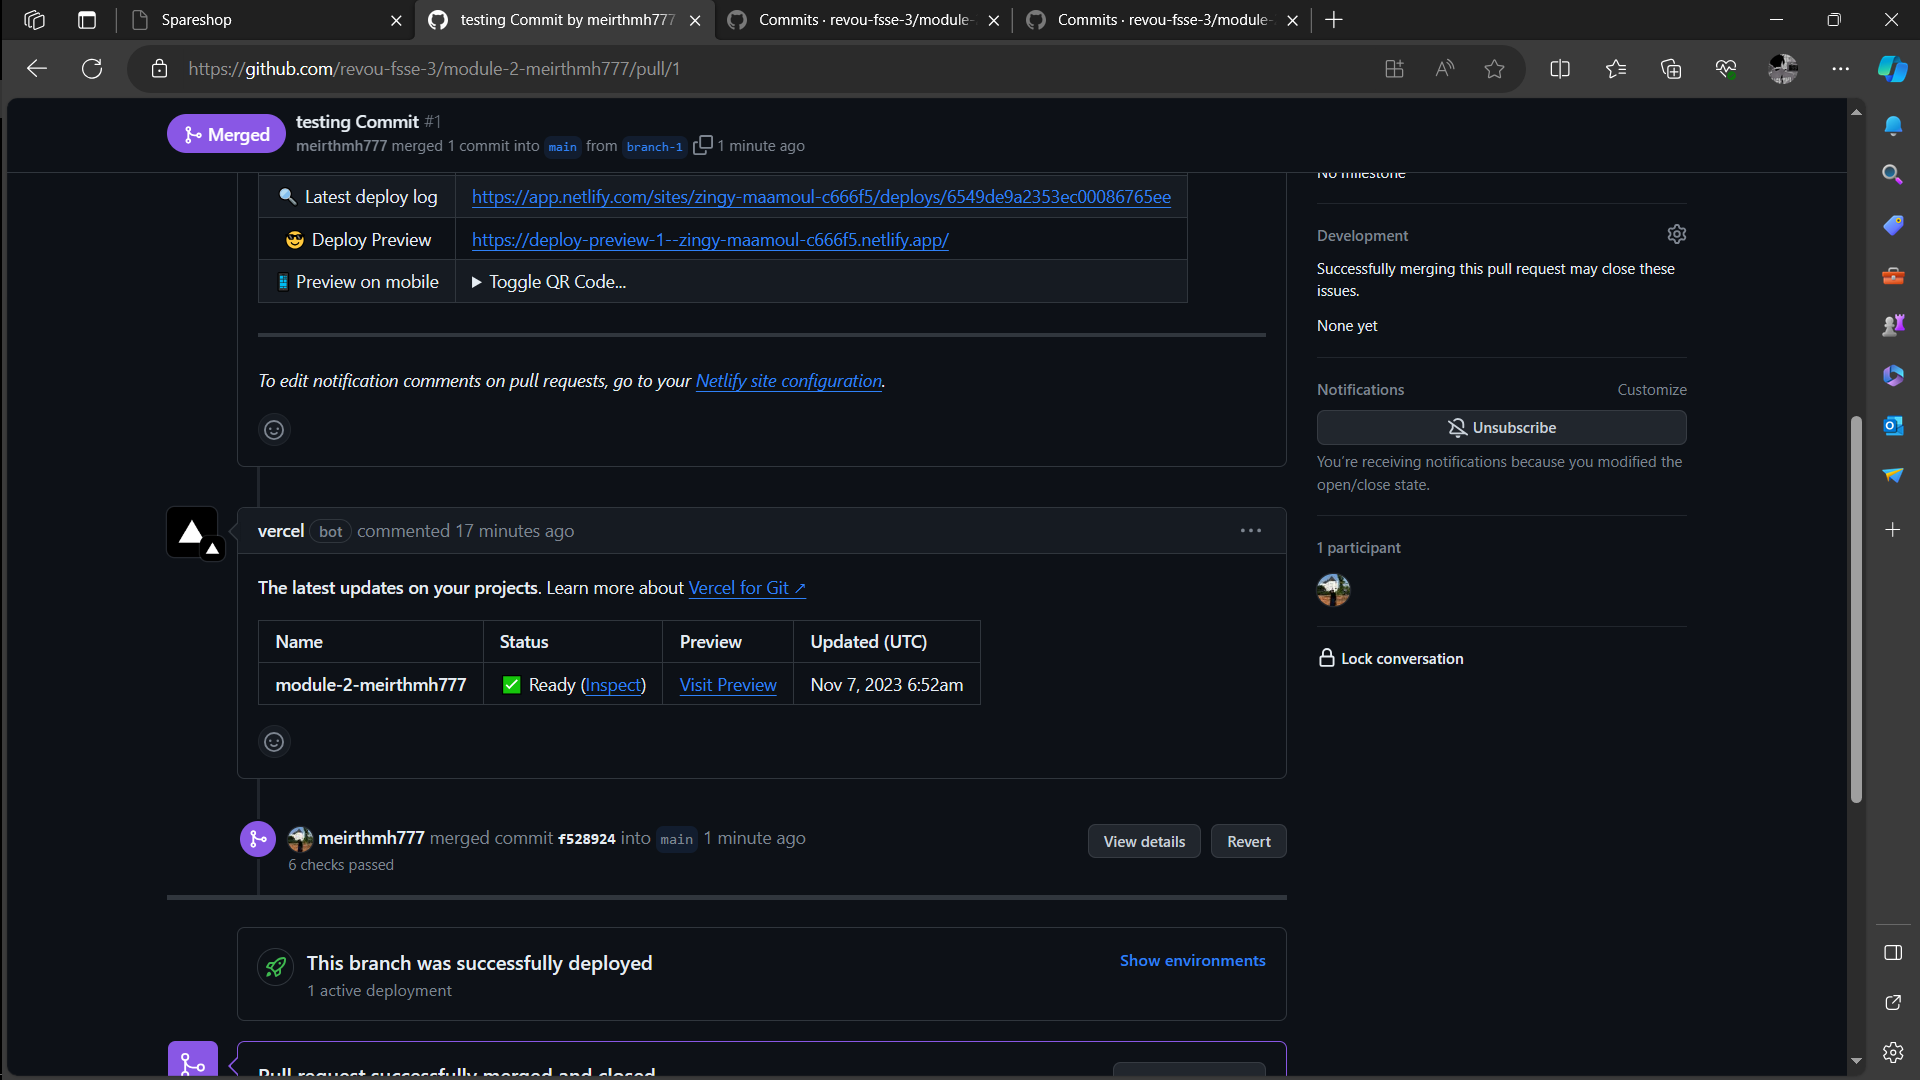 Spareshop
testing Commit by meirthmh777
Commits · revou-fsse-3/module-
Commits · revou-fsse-3/module-
https://github.com/revou-fsse-3/module-2-meirthmh777/pull/1
Merged
testing Commit #1
meirthmh777 merged 1 commit into main from branch-1 1 minute ago
Latest deploy log https://app.netlify.com/sites/zingy-maamoul-c666f5/deploys/6549de9a2353ec00086765ee
Deploy Preview https://deploy-preview-1--zingy-maamoul-c666f5.netlify.app/
Preview on mobile ▶ Toggle QR Code...
To edit notification comments on pull requests, go to your Netlify site configuration.
vercel bot commented 17 minutes ago
The latest updates on your projects. Learn more about Vercel for Git ↗
Name Status Preview Updated (UTC)
module-2-meirthmh777 ✅ Ready (Inspect) Visit Preview Nov 7, 2023 6:52am
meirthmh777 merged commit f528924 into main 1 minute ago
6 checks passed
View details
Revert
This branch was successfully deployed
1 active deployment
Show environments
Pull request successfully merged and closed
No milestone
Development
Successfully merging this pull request may close these
issues.
None yet
Notifications
Customize
Unsubscribe
You're receiving notifications because you modified the
open/close state.
1 participant
Lock conversation